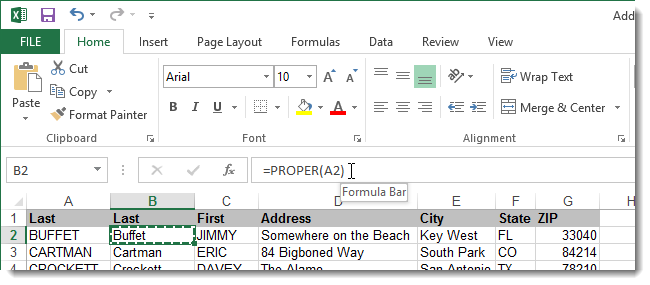 Add
FILE Home Insert Page Layout Formulas Data Review View
Cut
Copy
Format Painter
Paste
Clipboard
Arial 10 A A
B I U A
Font
Wrap Text
Merge & Center
Alignment
B2 fx =PROPER(A2)
Formula Bar
A B C D E F G H
1 Last Last First Address City State ZIP
2 BUFFET Buffet JIMMY Somewhere on the Beach Key West FL 33040
3 CARTMAN Cartman ERIC 84 Bigboned Way South Park CO 84214
4 CROCKETT Crockett DAVEY The Alamo San Antonio TX 78210